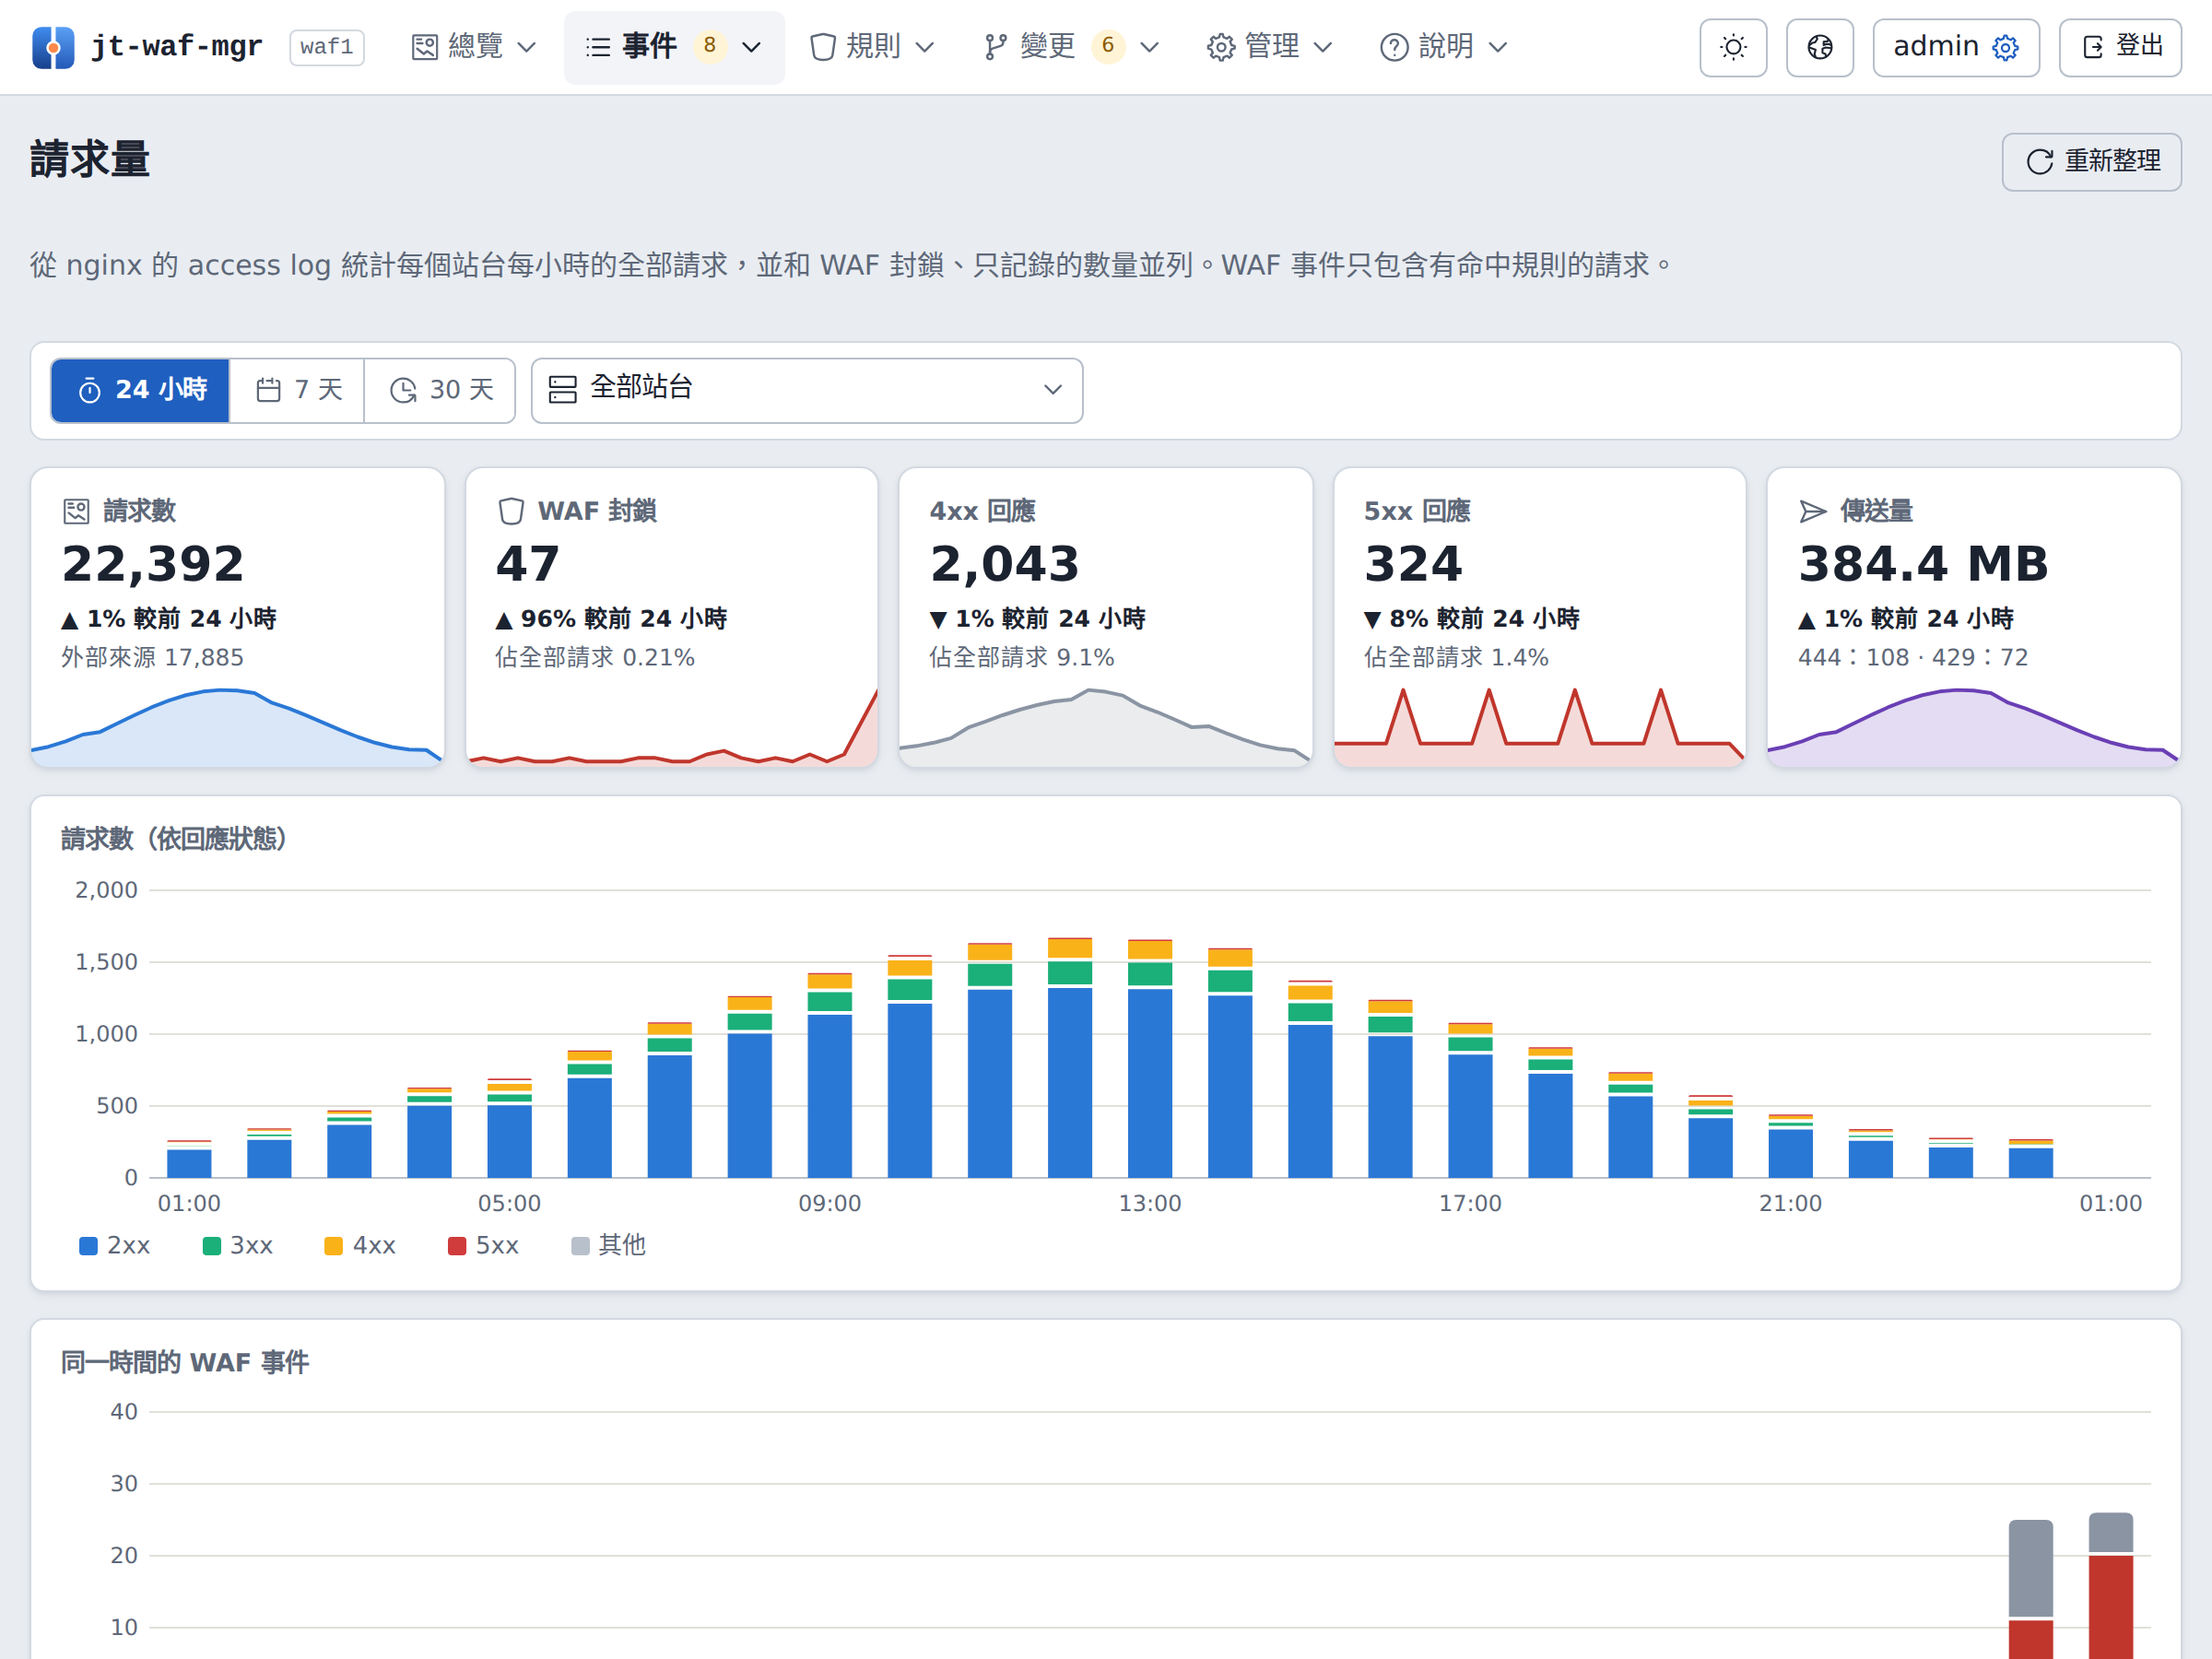 jt-waf-mgr waf1 總覽 事件 8 規則 變更 6 管理 說明 admin 登出
請求量 重新整理
從 nginx 的 access log 統計每個站台每小時的全部請求，並和 WAF 封鎖、只記錄的數量並列。WAF 事件只包含有命中規則的請求。
24 小時 7 天 30 天 全部站台
請求數
22,392
▲ 1% 較前 24 小時
外部來源 17,885
WAF 封鎖
47
▲ 96% 較前 24 小時
佔全部請求 0.21%
4xx 回應
2,043
▼ 1% 較前 24 小時
佔全部請求 9.1%
5xx 回應
324
▼ 8% 較前 24 小時
佔全部請求 1.4%
傳送量
384.4 MB
▲ 1% 較前 24 小時
444：108 · 429：72
請求數（依回應狀態）
2,000
1,500
1,000
500
0
01:00 05:00 09:00 13:00 17:00 21:00 01:00
2xx 3xx 4xx 5xx 其他
同一時間的 WAF 事件
40
30
20
10